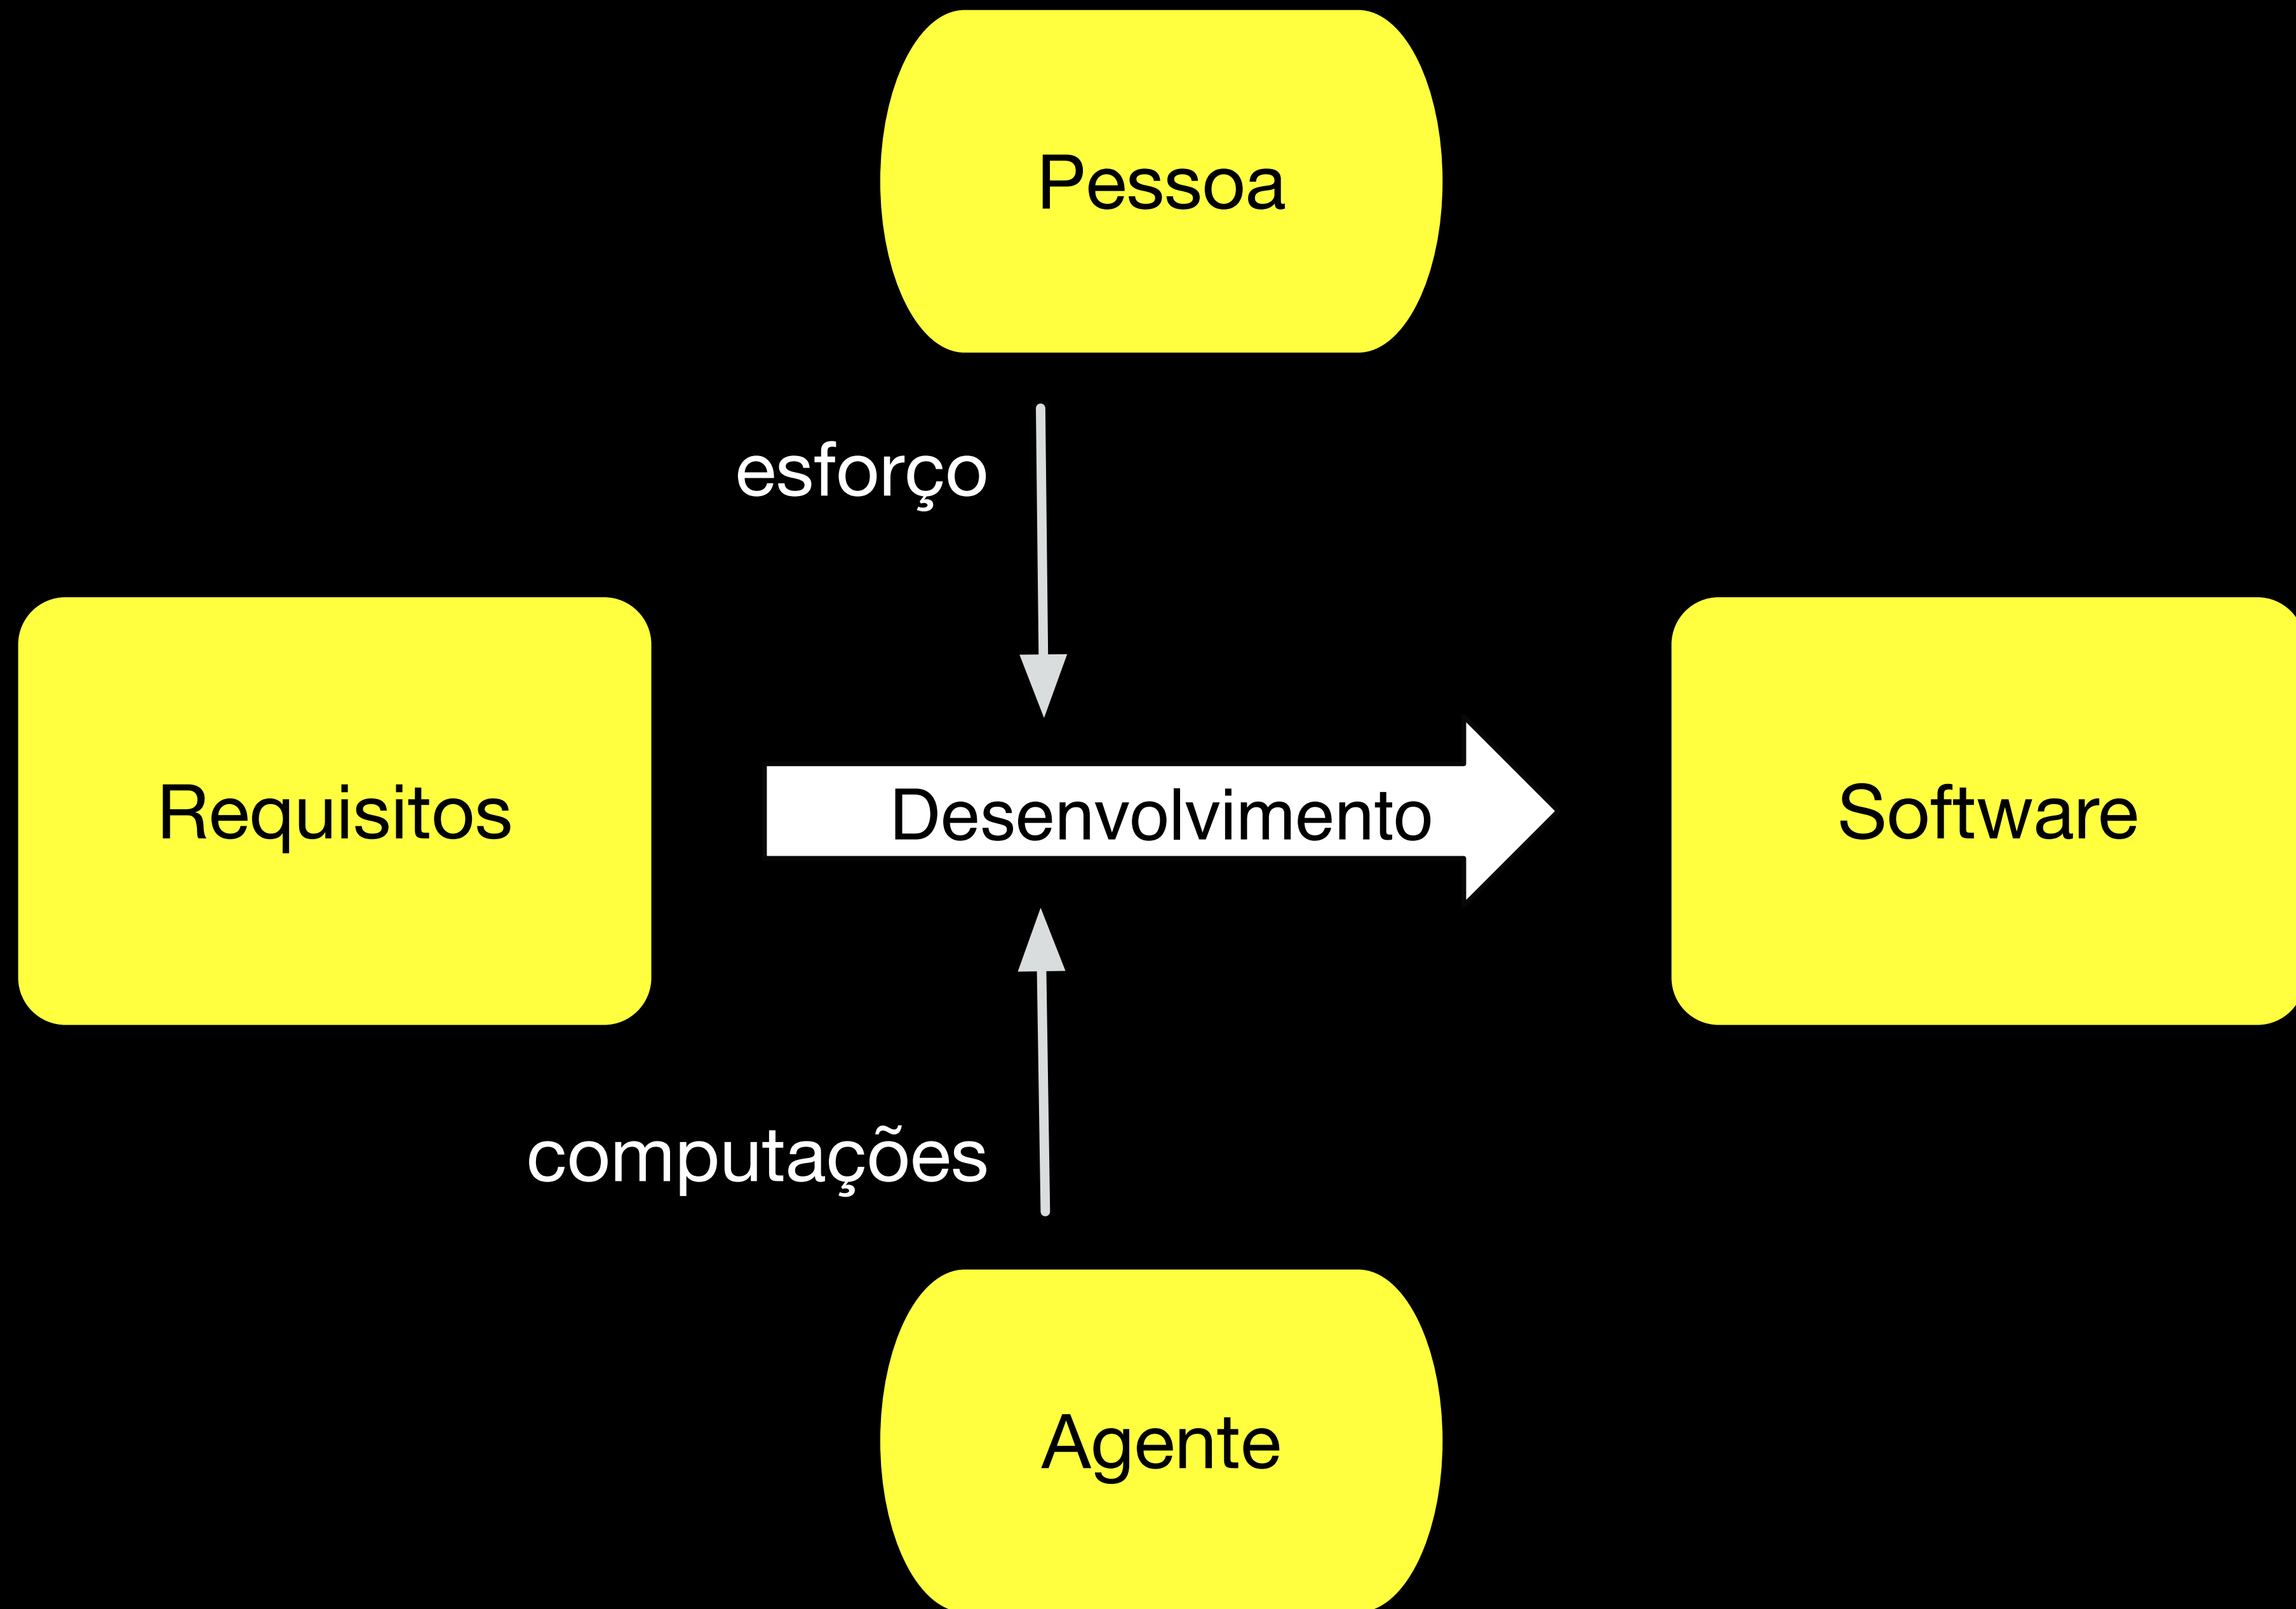 Pessoa
esforço
Requisitos
Desenvolvimento
Software
computações
Agente